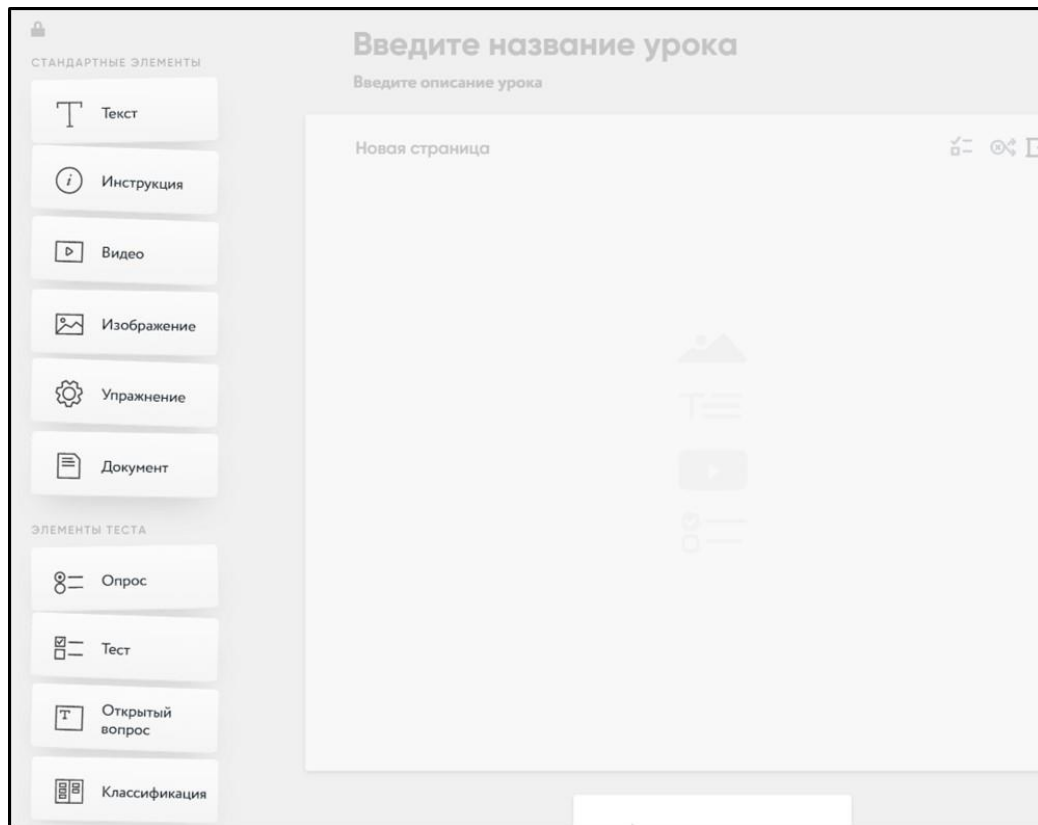 СТАНДАРТНЫЕ ЭЛЕМЕНТЫ
Текст
Инструкция
Видео
Изображение
Упражнение
Документ
ЭЛЕМЕНТЫ ТЕСТА
Опрос
Тест
Открытый
вопрос
Классификация
Введите название урока
Введите описание урока
Новая страница